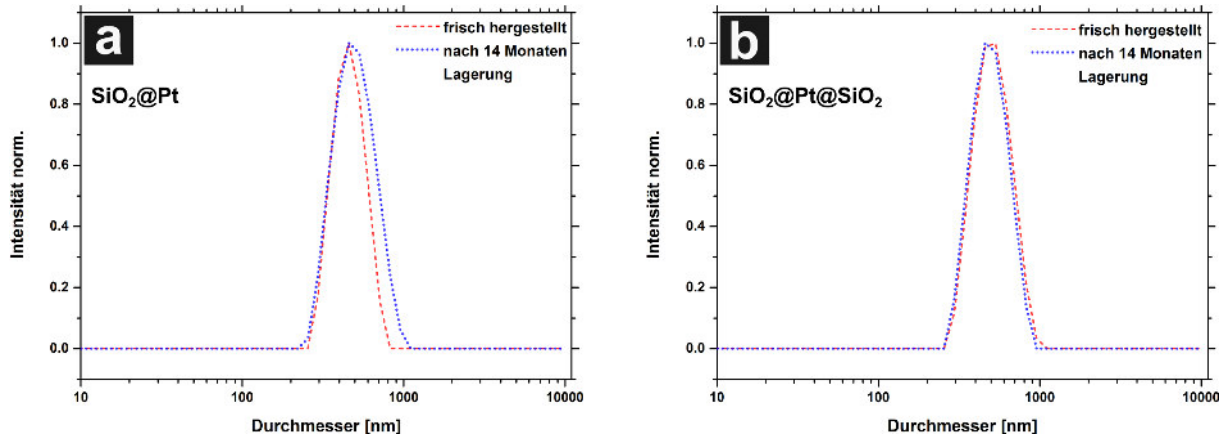 a
frisch hergestellt
nach 14 Monaten
Lagerung
SiO₂@Pt
Intensität norm.
1.0
0.8
0.6
0.4
0.2
0.0
10
100
1000
10000
Durchmesser [nm]
b
frisch hergestellt
nach 14 Monaten
Lagerung
SiO₂@Pt@SiO₂
Intensität norm.
1.0
0.8
0.6
0.4
0.2
0.0
10
100
1000
10000
Durchmesser [nm]